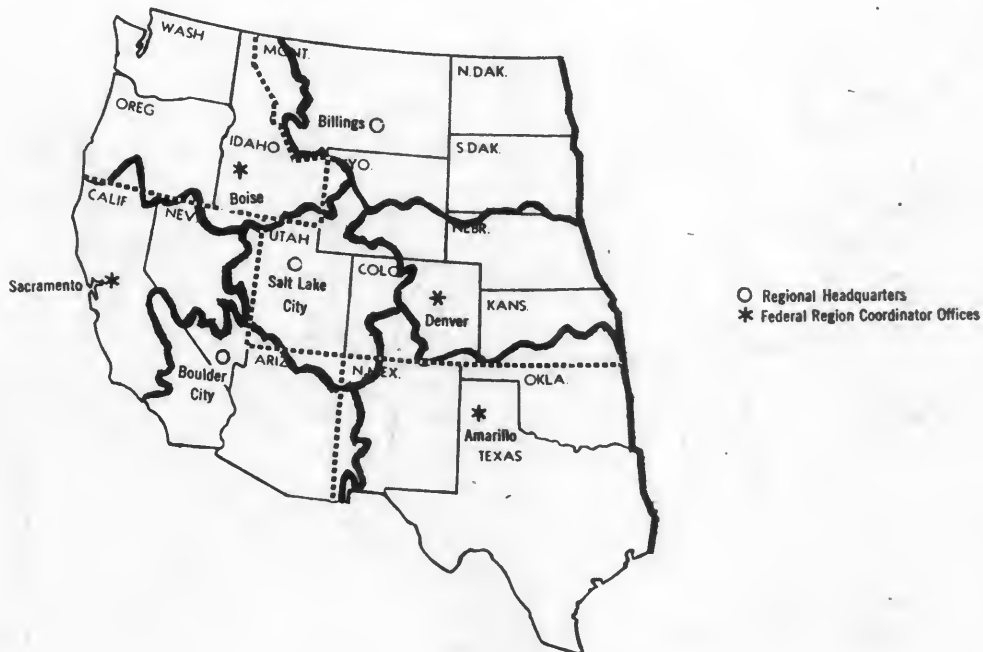 WASH
MONT.
N.DAK.
OREG
Billings
IDAHO
S.DAK.
WYO.
Boise
CALIF
NEV
NEBR.
UTAH
COLO
Sacramento
Salt Lake
City
KANS.
Denver
Regional Headquarters
Federal Region Coordinator Offices
ARIZ
N.MEX.
Boulder
City
OKLA.
Amarillo
TEXAS